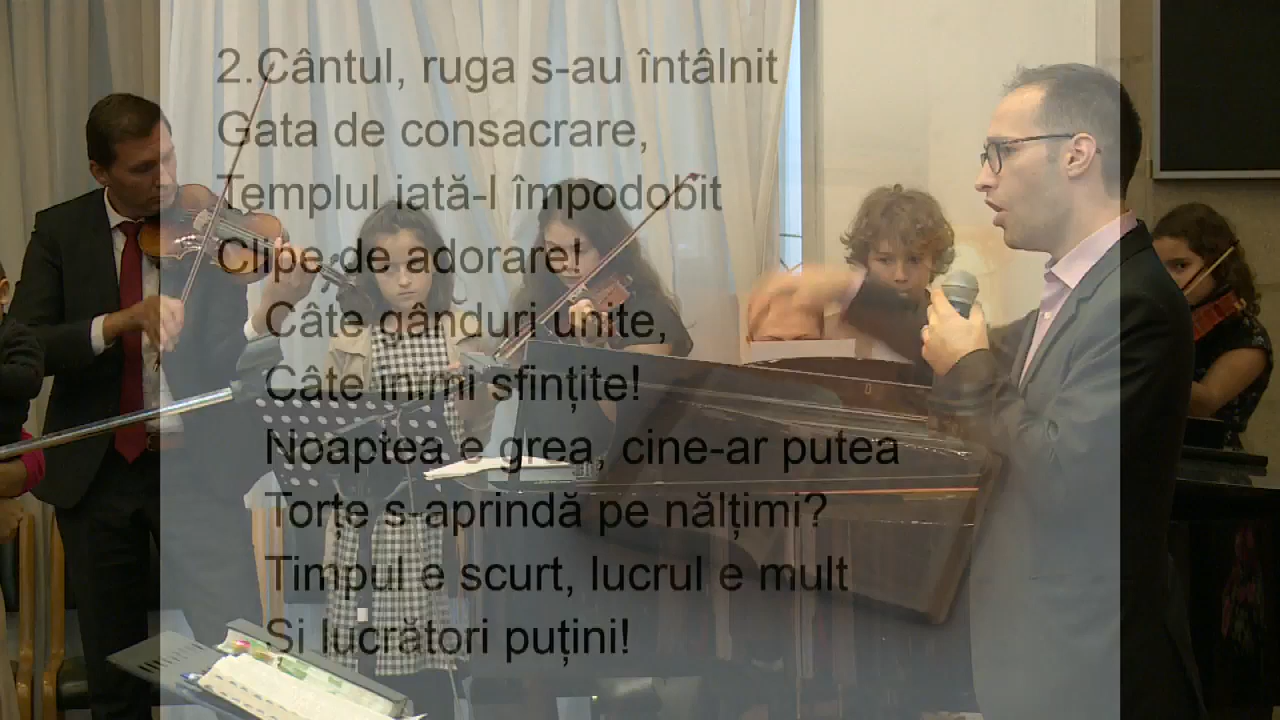 2.Cântul, ruga s-au întâlnit
Gata de consacrare,
Templul iată-l împodobit
Clipe de adorare!
Câte gânduri unite,
Câte inimi sfințite!
Noaptea e grea, cine-ar putea
Torțe s-aprindă pe nălțimi?
Timpul e scurt, lucrul e mult
Si lucrători puțini!